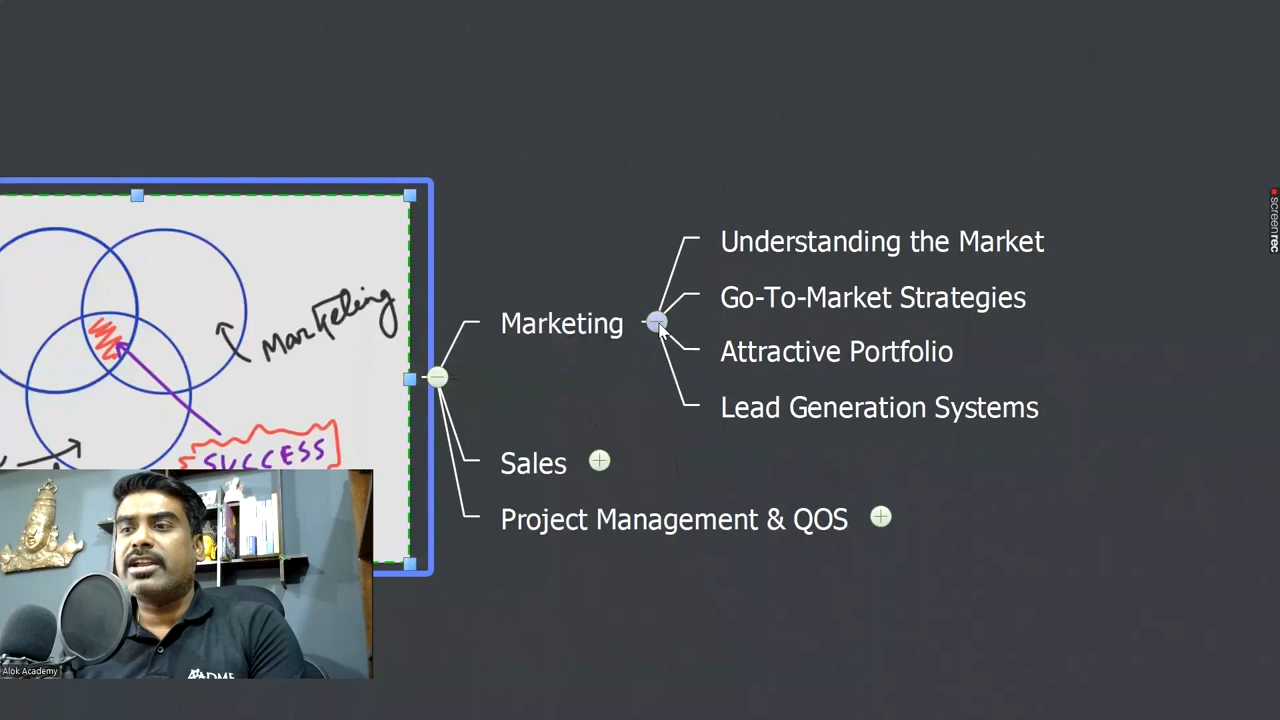 Understanding the Market
Go-To-Market Strategies
Marketing
Marketing
Attractive Portfolio
Lead Generation Systems
SUCCESS
Sales
Project Management & QOS
Alok Academy
screenrec